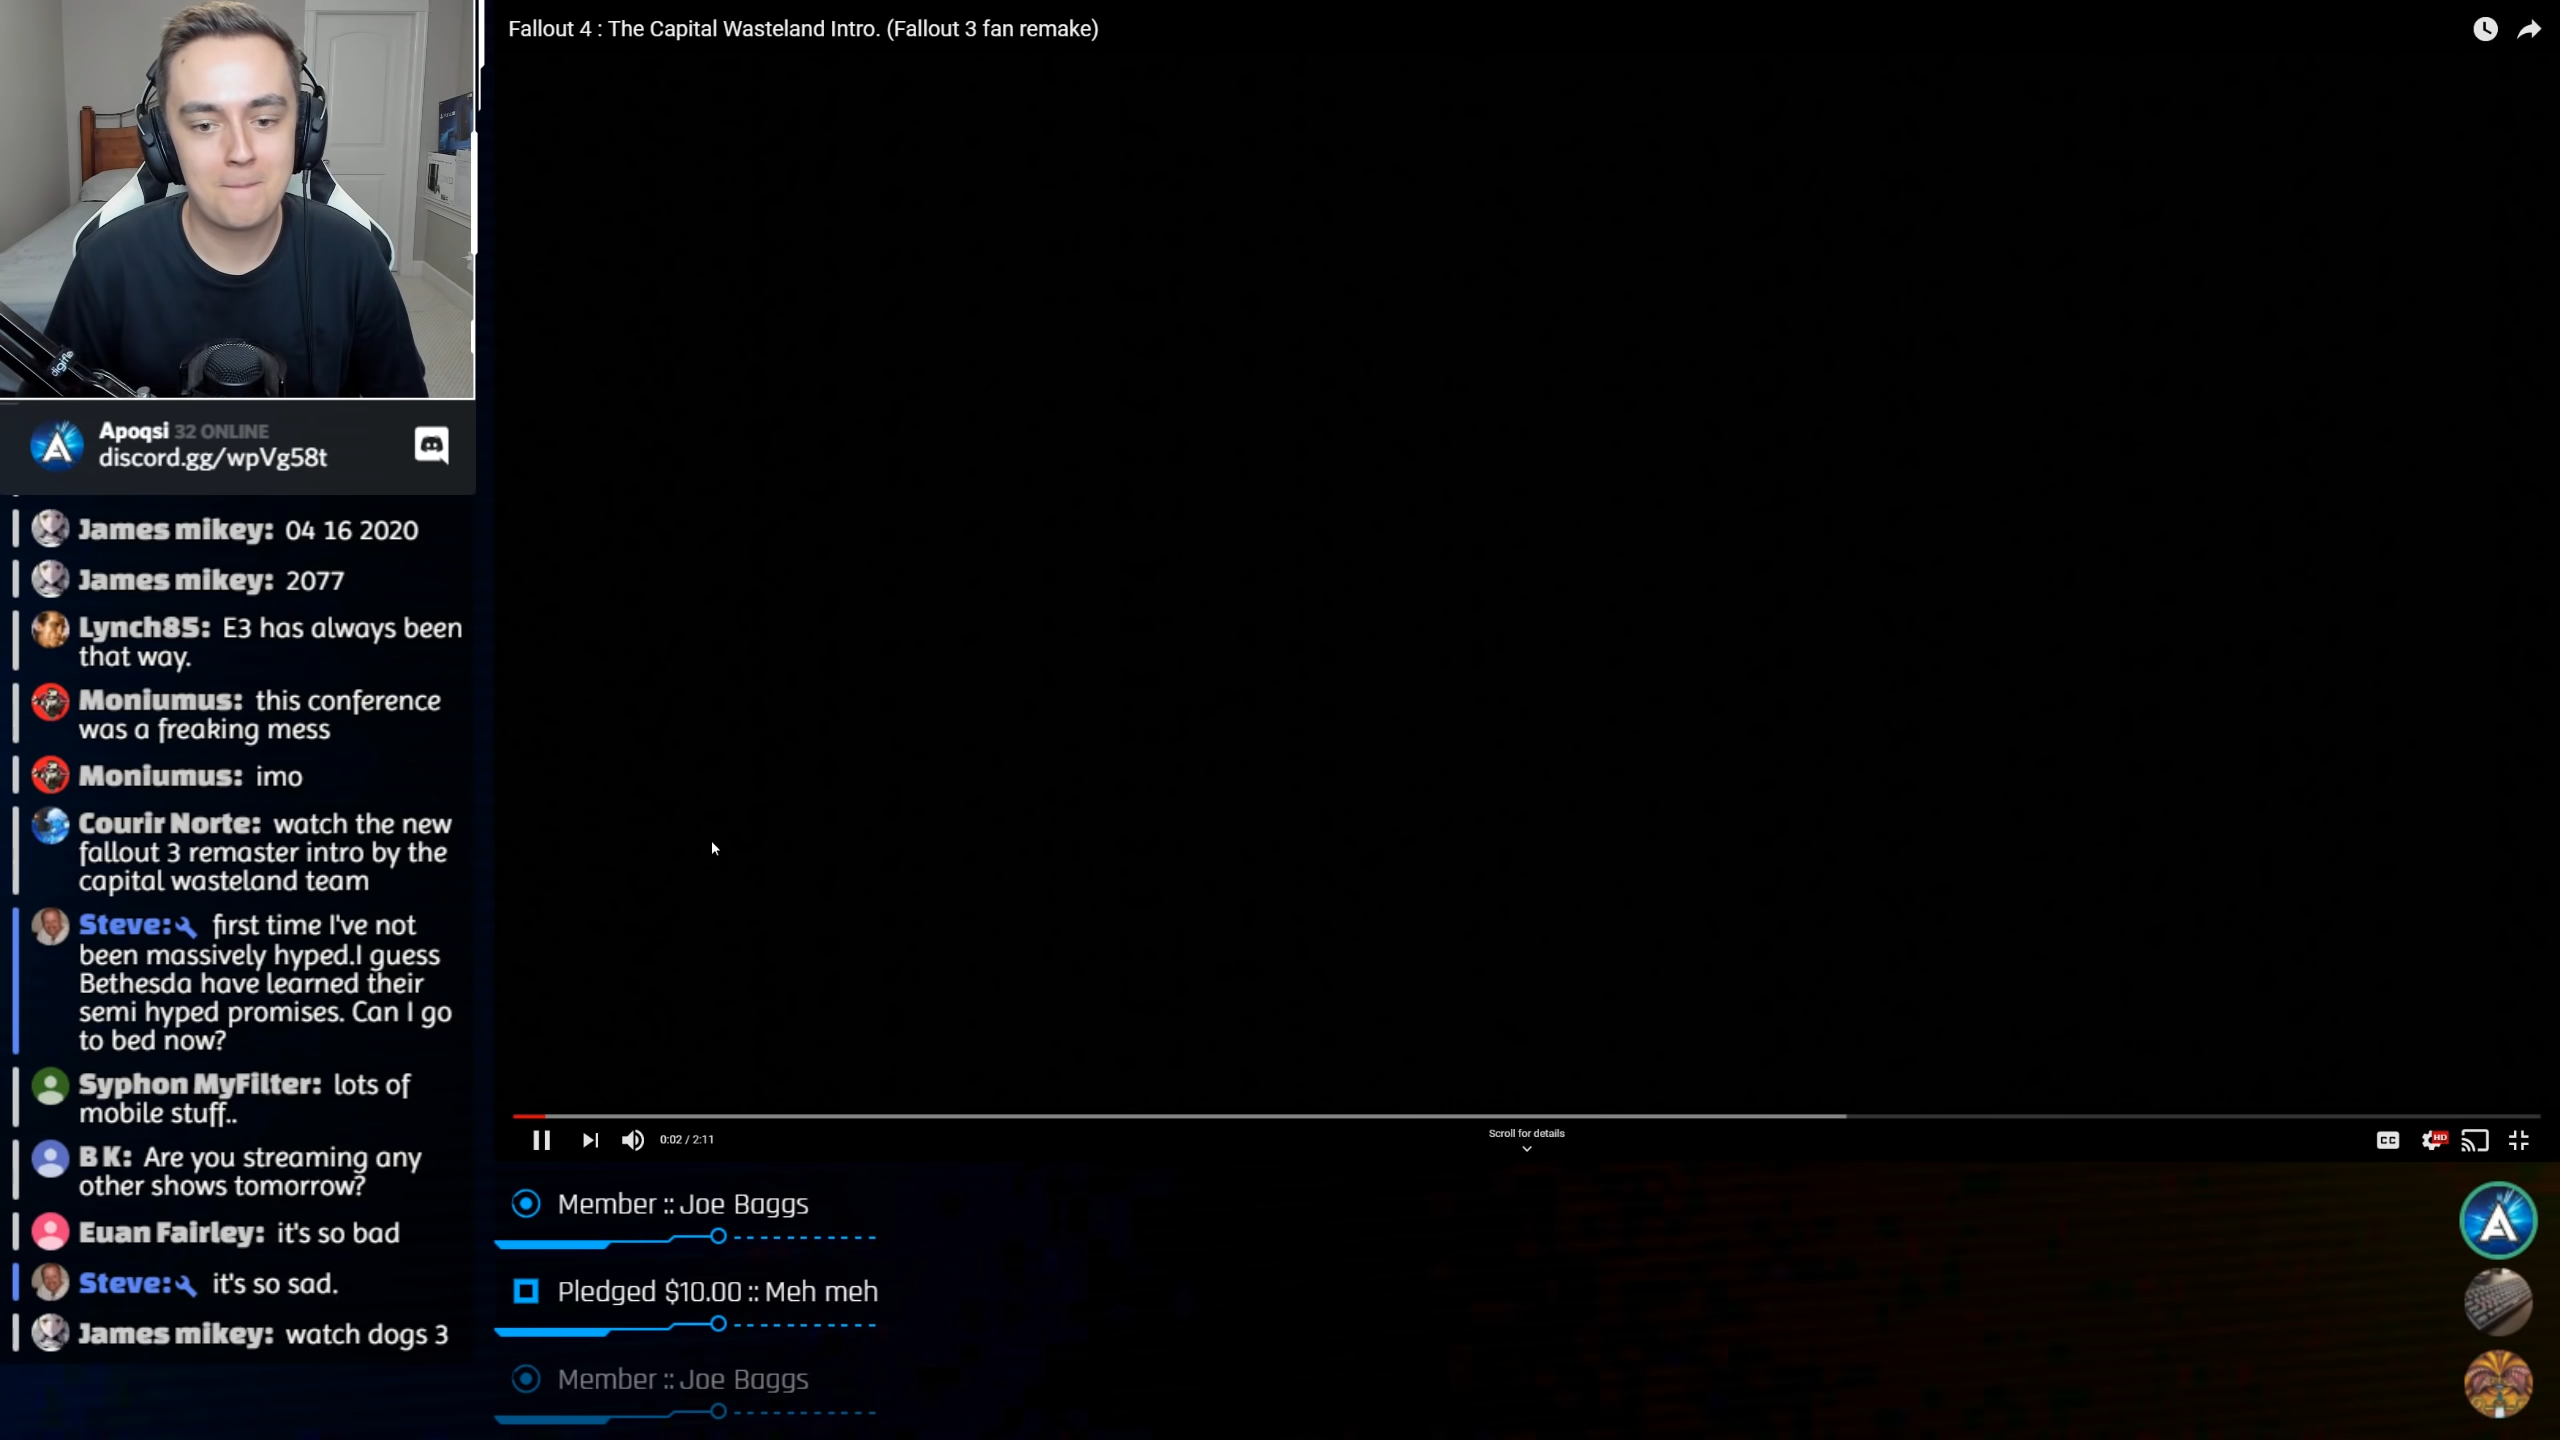 Fallout 4 : The Capital Wasteland Intro. (Fallout 3 fan remake)
digifle
Apoqsi 32 ONLINE
discord.gg/wpVg58t
James mikey: 04 16 2020
James mikey: 2077
Lynch85: E3 has always been
that way.
Moniumus: this conference
was a freaking mess
Moniumus: imo
Courir Norte: watch the new
fallout 3 remaster intro by the
capital wasteland team
Steve: first time I've not
been massively hyped.I guess
Bethesda have learned their
semi hyped promises. Can I go
to bed now?
Syphon MyFilter: lots of
mobile stuff..
B K: Are you streaming any
other shows tomorrow?
Euan Fairley: it's so bad
Steve: it's so sad.
James mikey: watch dogs 3
0:02 / 2:11
Scroll for details
CC
HD
Member :: Joe Baggs
Pledged $10.00 :: Meh meh
Member :: Joe Baggs